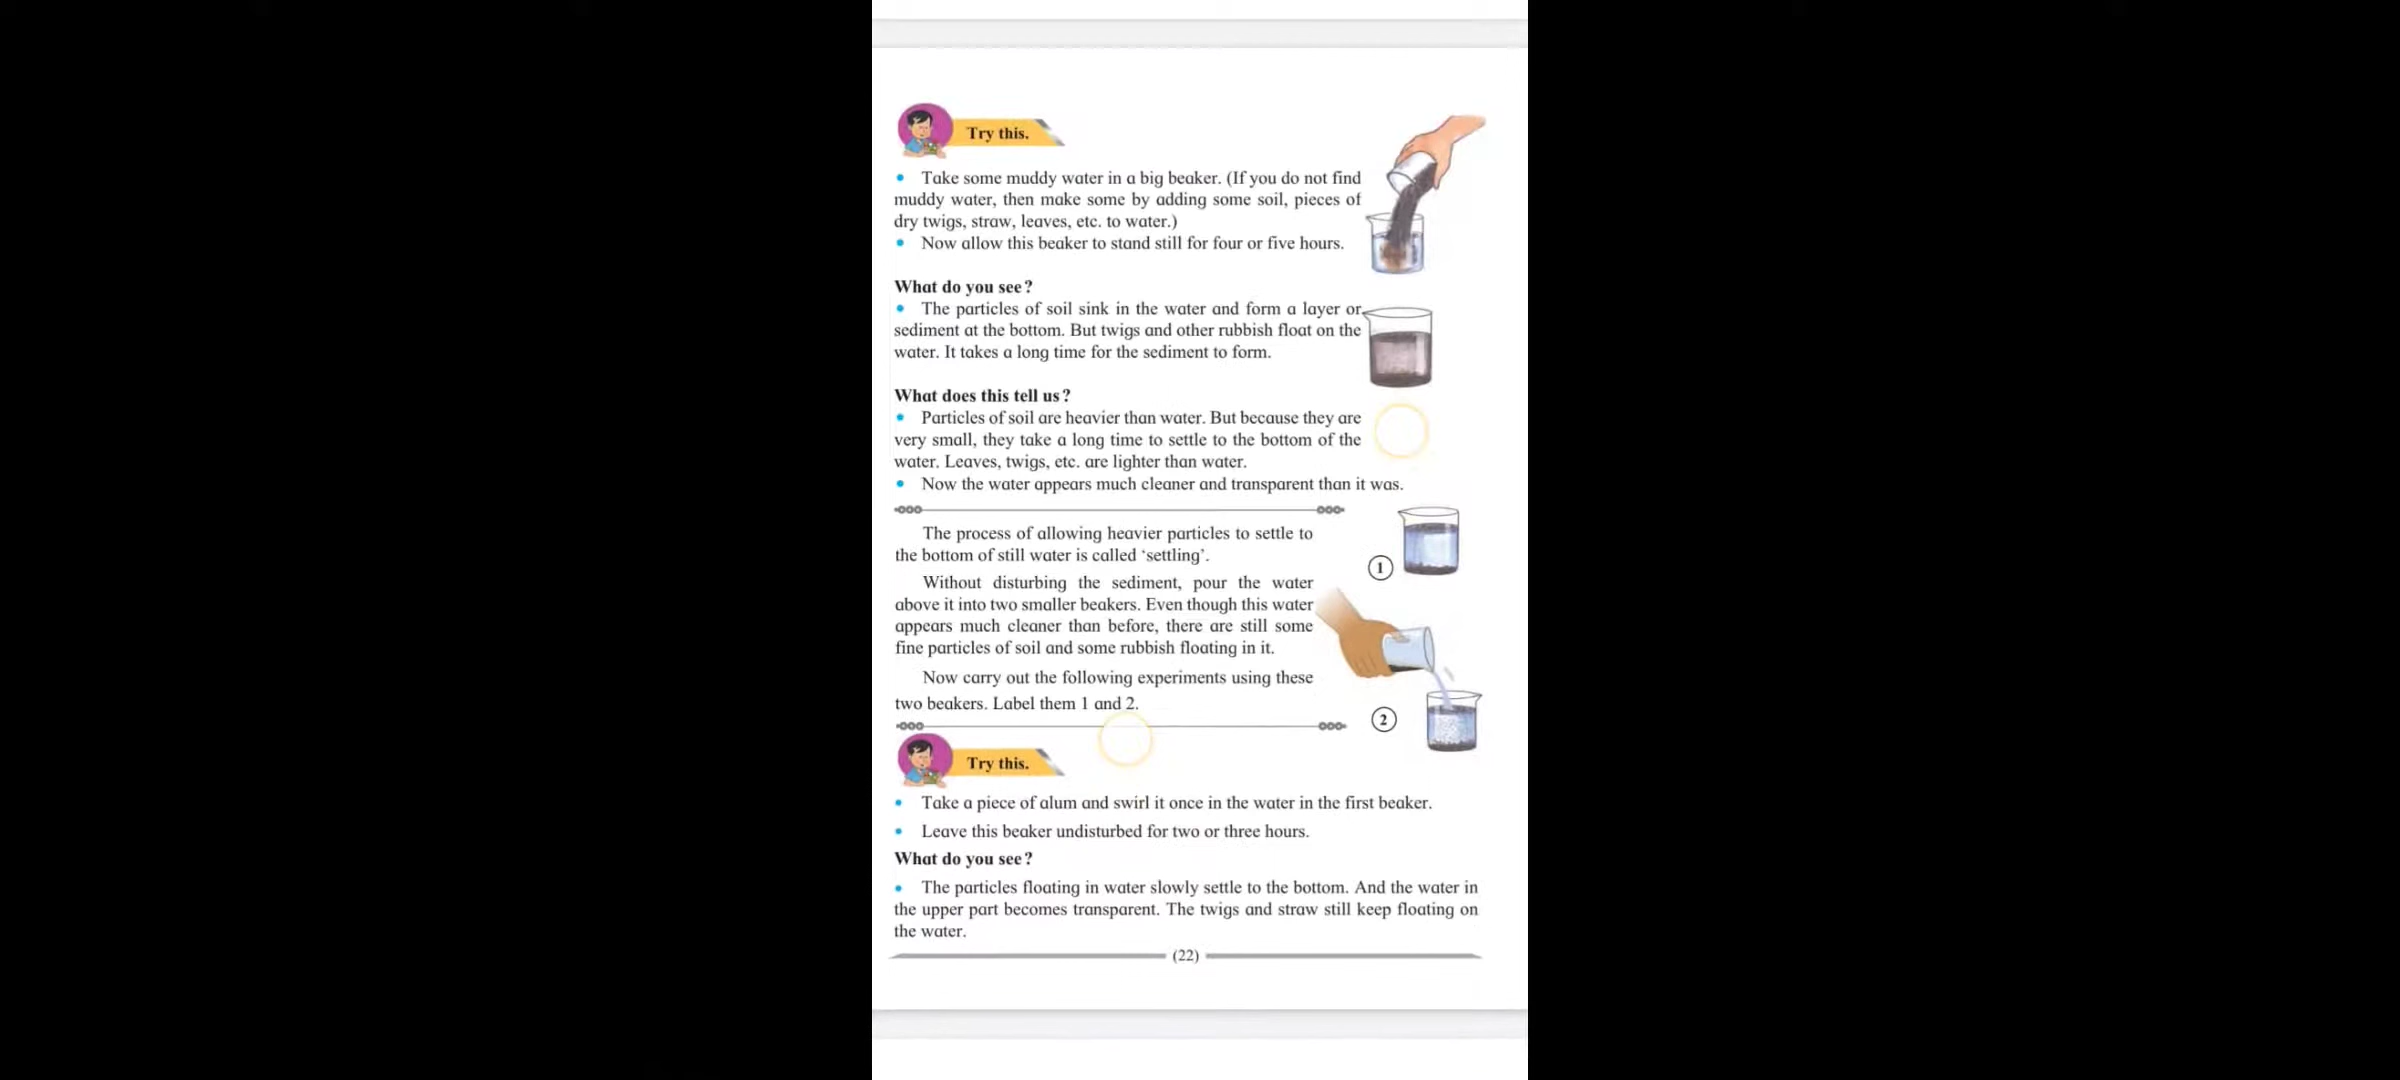 Try this.
• Take some muddy water in a big beaker. (If you do not find
muddy water, then make some by adding some soil, pieces of
dry twigs, straw, leaves, etc. to water.)
• Now allow this beaker to stand still for four or five hours.
What do you see?
• The particles of soil sink in the water and form a layer or
sediment at the bottom. But twigs and other rubbish float on the
water. It takes a long time for the sediment to form.
What does this tell us?
• Particles of soil are heavier than water. But because they are
very small, they take a long time to settle to the bottom of the
water. Leaves, twigs, etc. are lighter than water.
• Now the water appears much cleaner and transparent than it was.
The process of allowing heavier particles to settle to
the bottom of still water is called ‘settling’.
1
Without disturbing the sediment, pour the water
above it into two smaller beakers. Even though this water
appears much cleaner than before, there are still some
fine particles of soil and some rubbish floating in it.
Now carry out the following experiments using these
two beakers. Label them 1 and 2.
2
Try this.
• Take a piece of alum and swirl it once in the water in the first beaker.
• Leave this beaker undisturbed for two or three hours.
What do you see?
• The particles floating in water slowly settle to the bottom. And the water in
the upper part becomes transparent. The twigs and straw still keep floating on
the water.
(22)